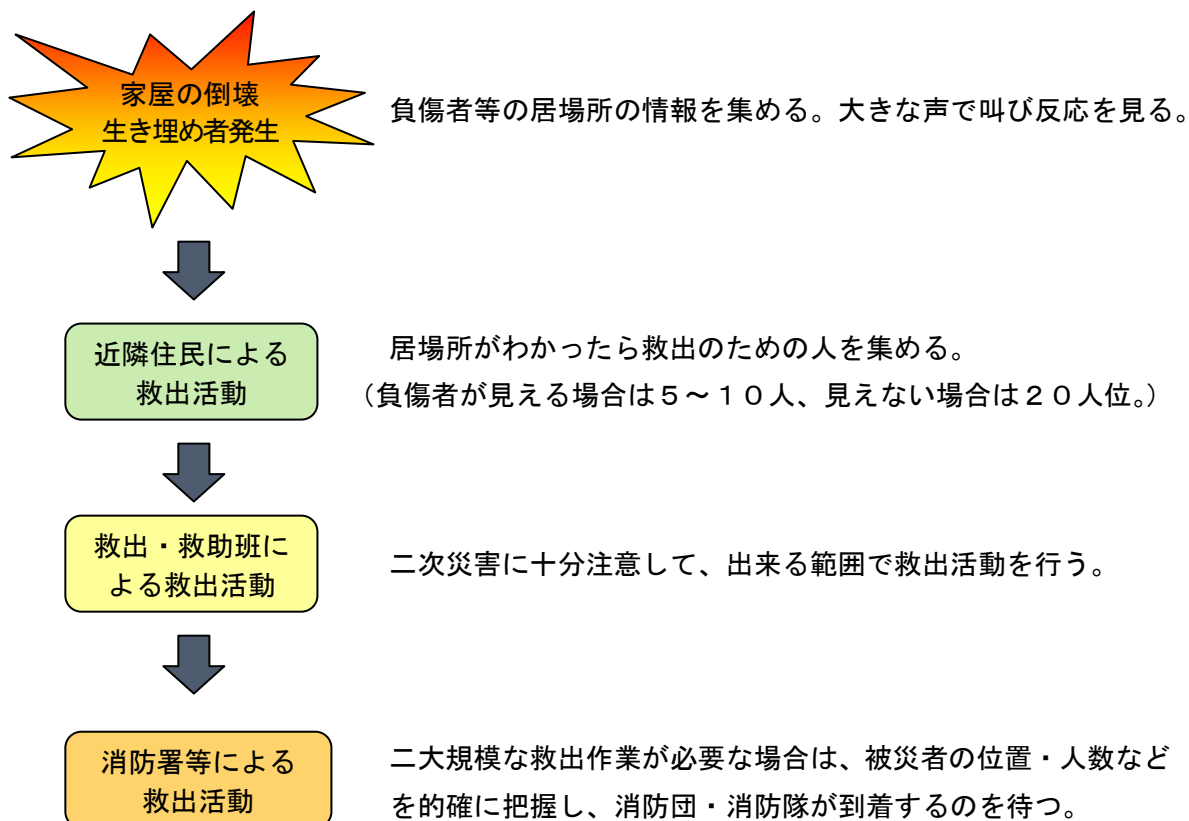 家屋の倒壊
生き埋め者発生
負傷者等の居場所の情報を集める。大きな声で叫び反応を見る。
近隣住民による
救出活動
居場所がわかったら救出のための人を集める。
(負傷者が見える場合は５～１０人、見えない場合は２０人位。)
救出・救助班に
よる救出活動
二次災害に十分注意して、出来る範囲で救出活動を行う。
消防署等による
救出活動
二大規模な救出作業が必要な場合は、被災者の位置・人数など
を的確に把握し、消防団・消防隊が到着するのを待つ。